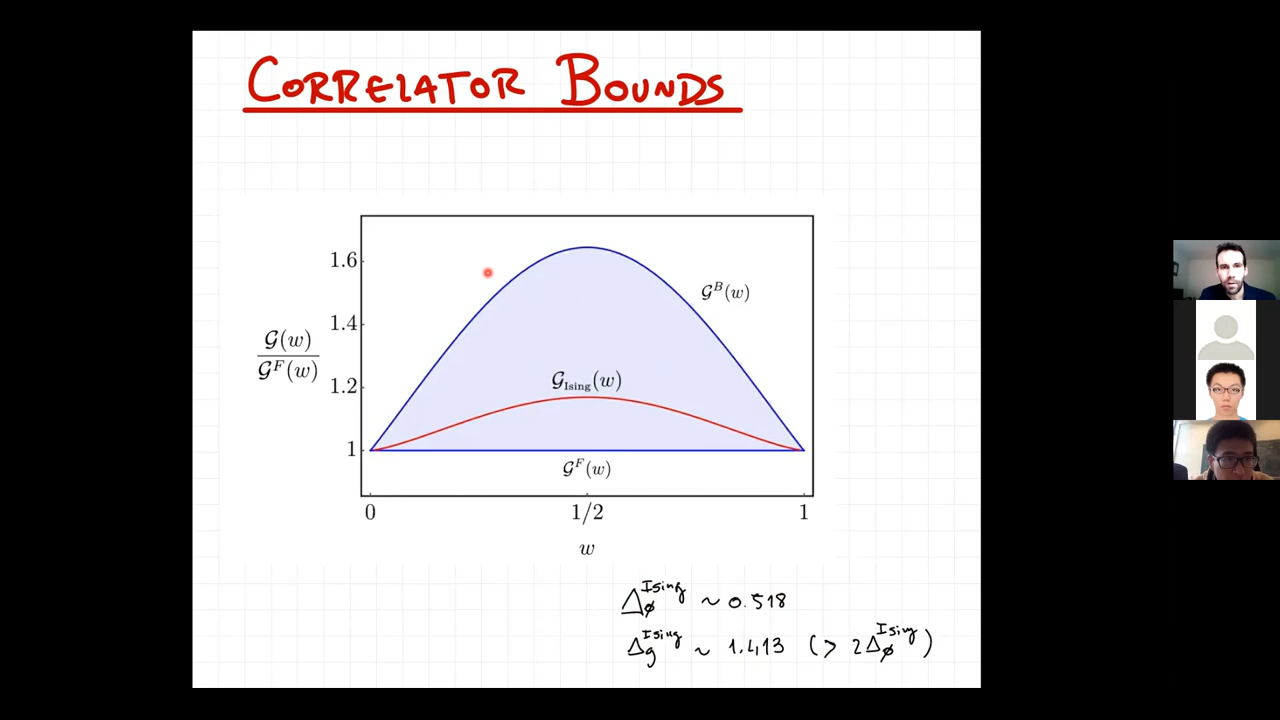 CORRELATOR BOUNDS
1.6
1.4
1.2
1
𝒢(w)
𝒢^F(w)
𝒢^B(w)
𝒢_Ising(w)
𝒢^F(w)
0 1/2 1
w
Δ_ϕ^Ising ~ 0.518
Δ_g^Ising ~ 1.413 (> 2Δ_ϕ^Ising)